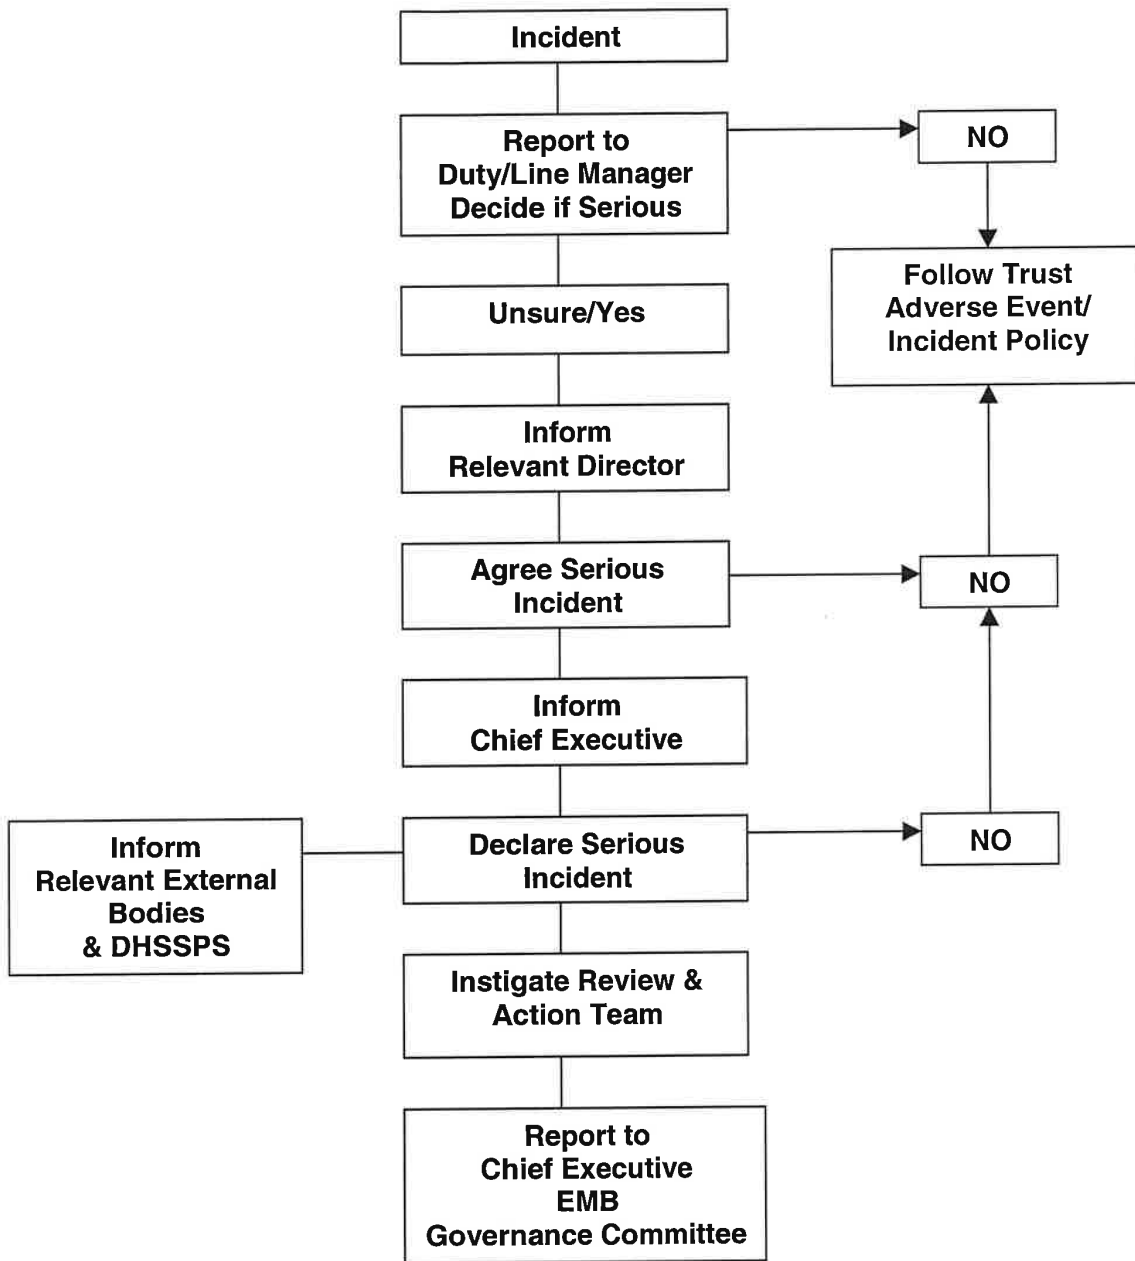 Incident
Report to
Duty/Line Manager
Decide if Serious
NO
Unsure/Yes
Follow Trust
Adverse Event/
Incident Policy
Inform
Relevant Director
Agree Serious
Incident
NO
Inform
Chief Executive
Inform
Relevant External
Bodies
& DHSSPS
Declare Serious
Incident
NO
Instigate Review &
Action Team
Report to
Chief Executive
EMB
Governance Committee